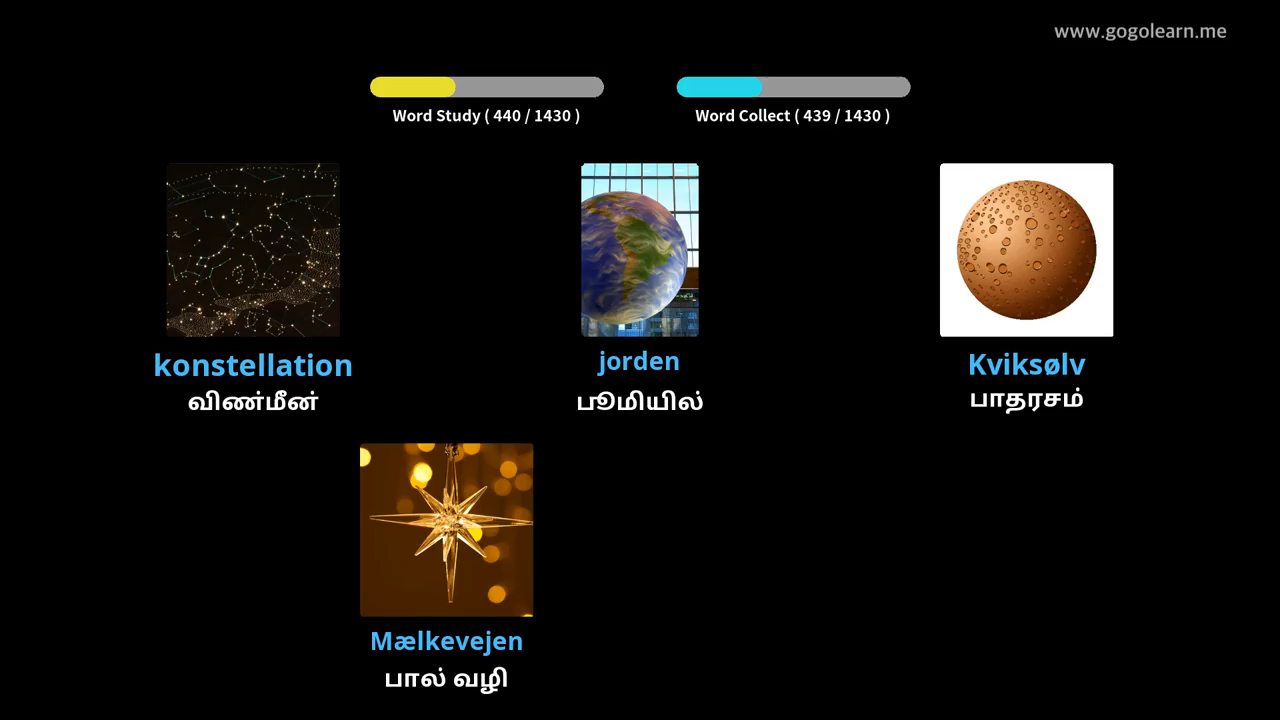 www.gogolearn.me
Word Study ( 440 / 1430 )
Word Collect ( 439 / 1430 )
konstellation
விண்மீன்
jorden
பூமியில்
Kviksølv
பாதரசம்
Mælkevejen
பால் வழி